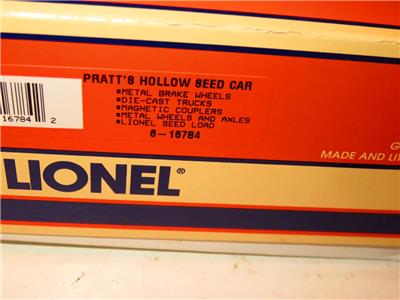 PRATT'S HOLLOW SEED CAR
•METAL BRAKE WHEELS
•DIE-CAST TRUCKS
•MAGNETIC COUPLERS
•METAL WHEELS AND AXLES
•LIONEL SEED LOAD
6-16784
16784 2
G
MADE AND LIT
LIONEL®